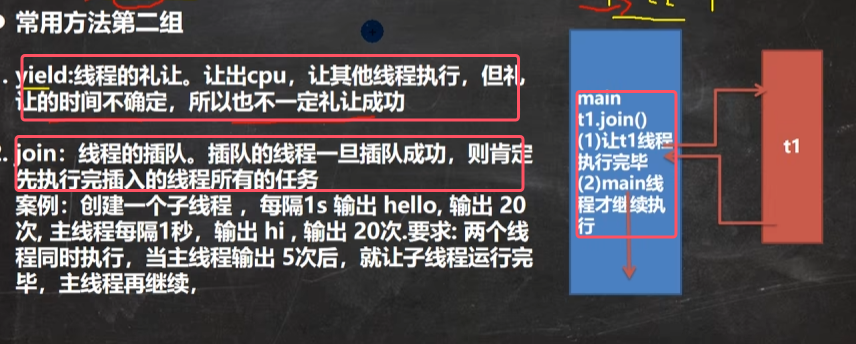 常用方法第二组
. yield:线程的礼让。让出cpu，让其他线程执行，但礼
让的时间不确定，所以也不一定礼让成功
2. join：线程的插队。插队的线程一旦插队成功，则肯定
先执行完插入的线程所有的任务
案例：创建一个子线程 ，每隔1s 输出 hello, 输出 20
次, 主线程每隔1秒，输出 hi , 输出 20次.要求: 两个线
程同时执行，当主线程输出 5次后，就让子线程运行完
毕，主线程再继续，
main
t1.join()
(1)让t1线程
执行完毕
(2)main线
程才继续执
行
t1